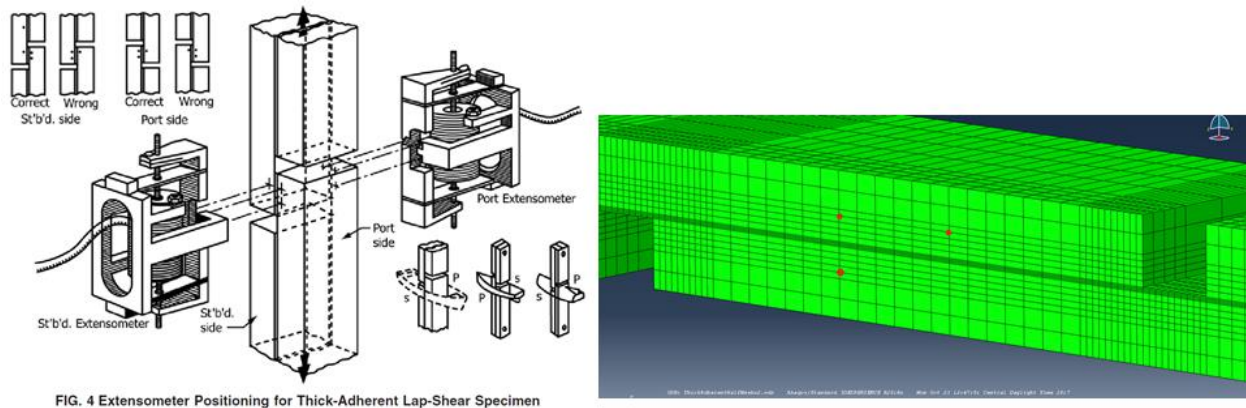 Correct Wrong
St'b'd. side
Correct Wrong
Port side
Port Extensometer
Port
side
St'b'd. Extensometer
St'b'd.
side
S
P
S
P
S
P
FIG. 4 Extensometer Positioning for Thick-Adherent Lap-Shear Specimen